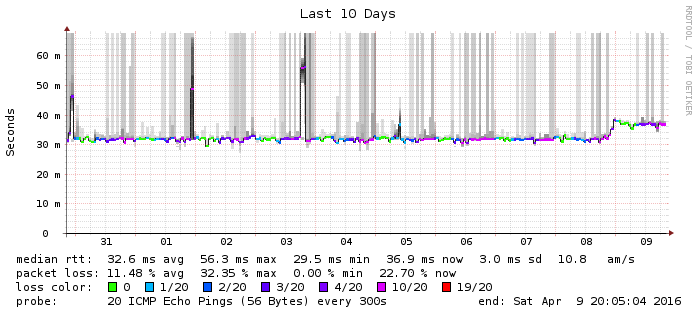 Last 10 Days
RRDTOOL / TOBI OETIKER
Seconds
60 m
50 m
40 m
30 m
20 m
10 m
0
31 01 02 03 04 05 06 07 08 09
median rtt: 32.6 ms avg 56.3 ms max 29.5 ms min 36.9 ms now 3.0 ms sd 10.8 am/s
packet loss: 11.48 % avg 32.35 % max 0.00 % min 22.70 % now
loss color: 0 1/20 2/20 3/20 4/20 10/20 19/20
probe: 20 ICMP Echo Pings (56 Bytes) every 300s end: Sat Apr 9 20:05:04 2016